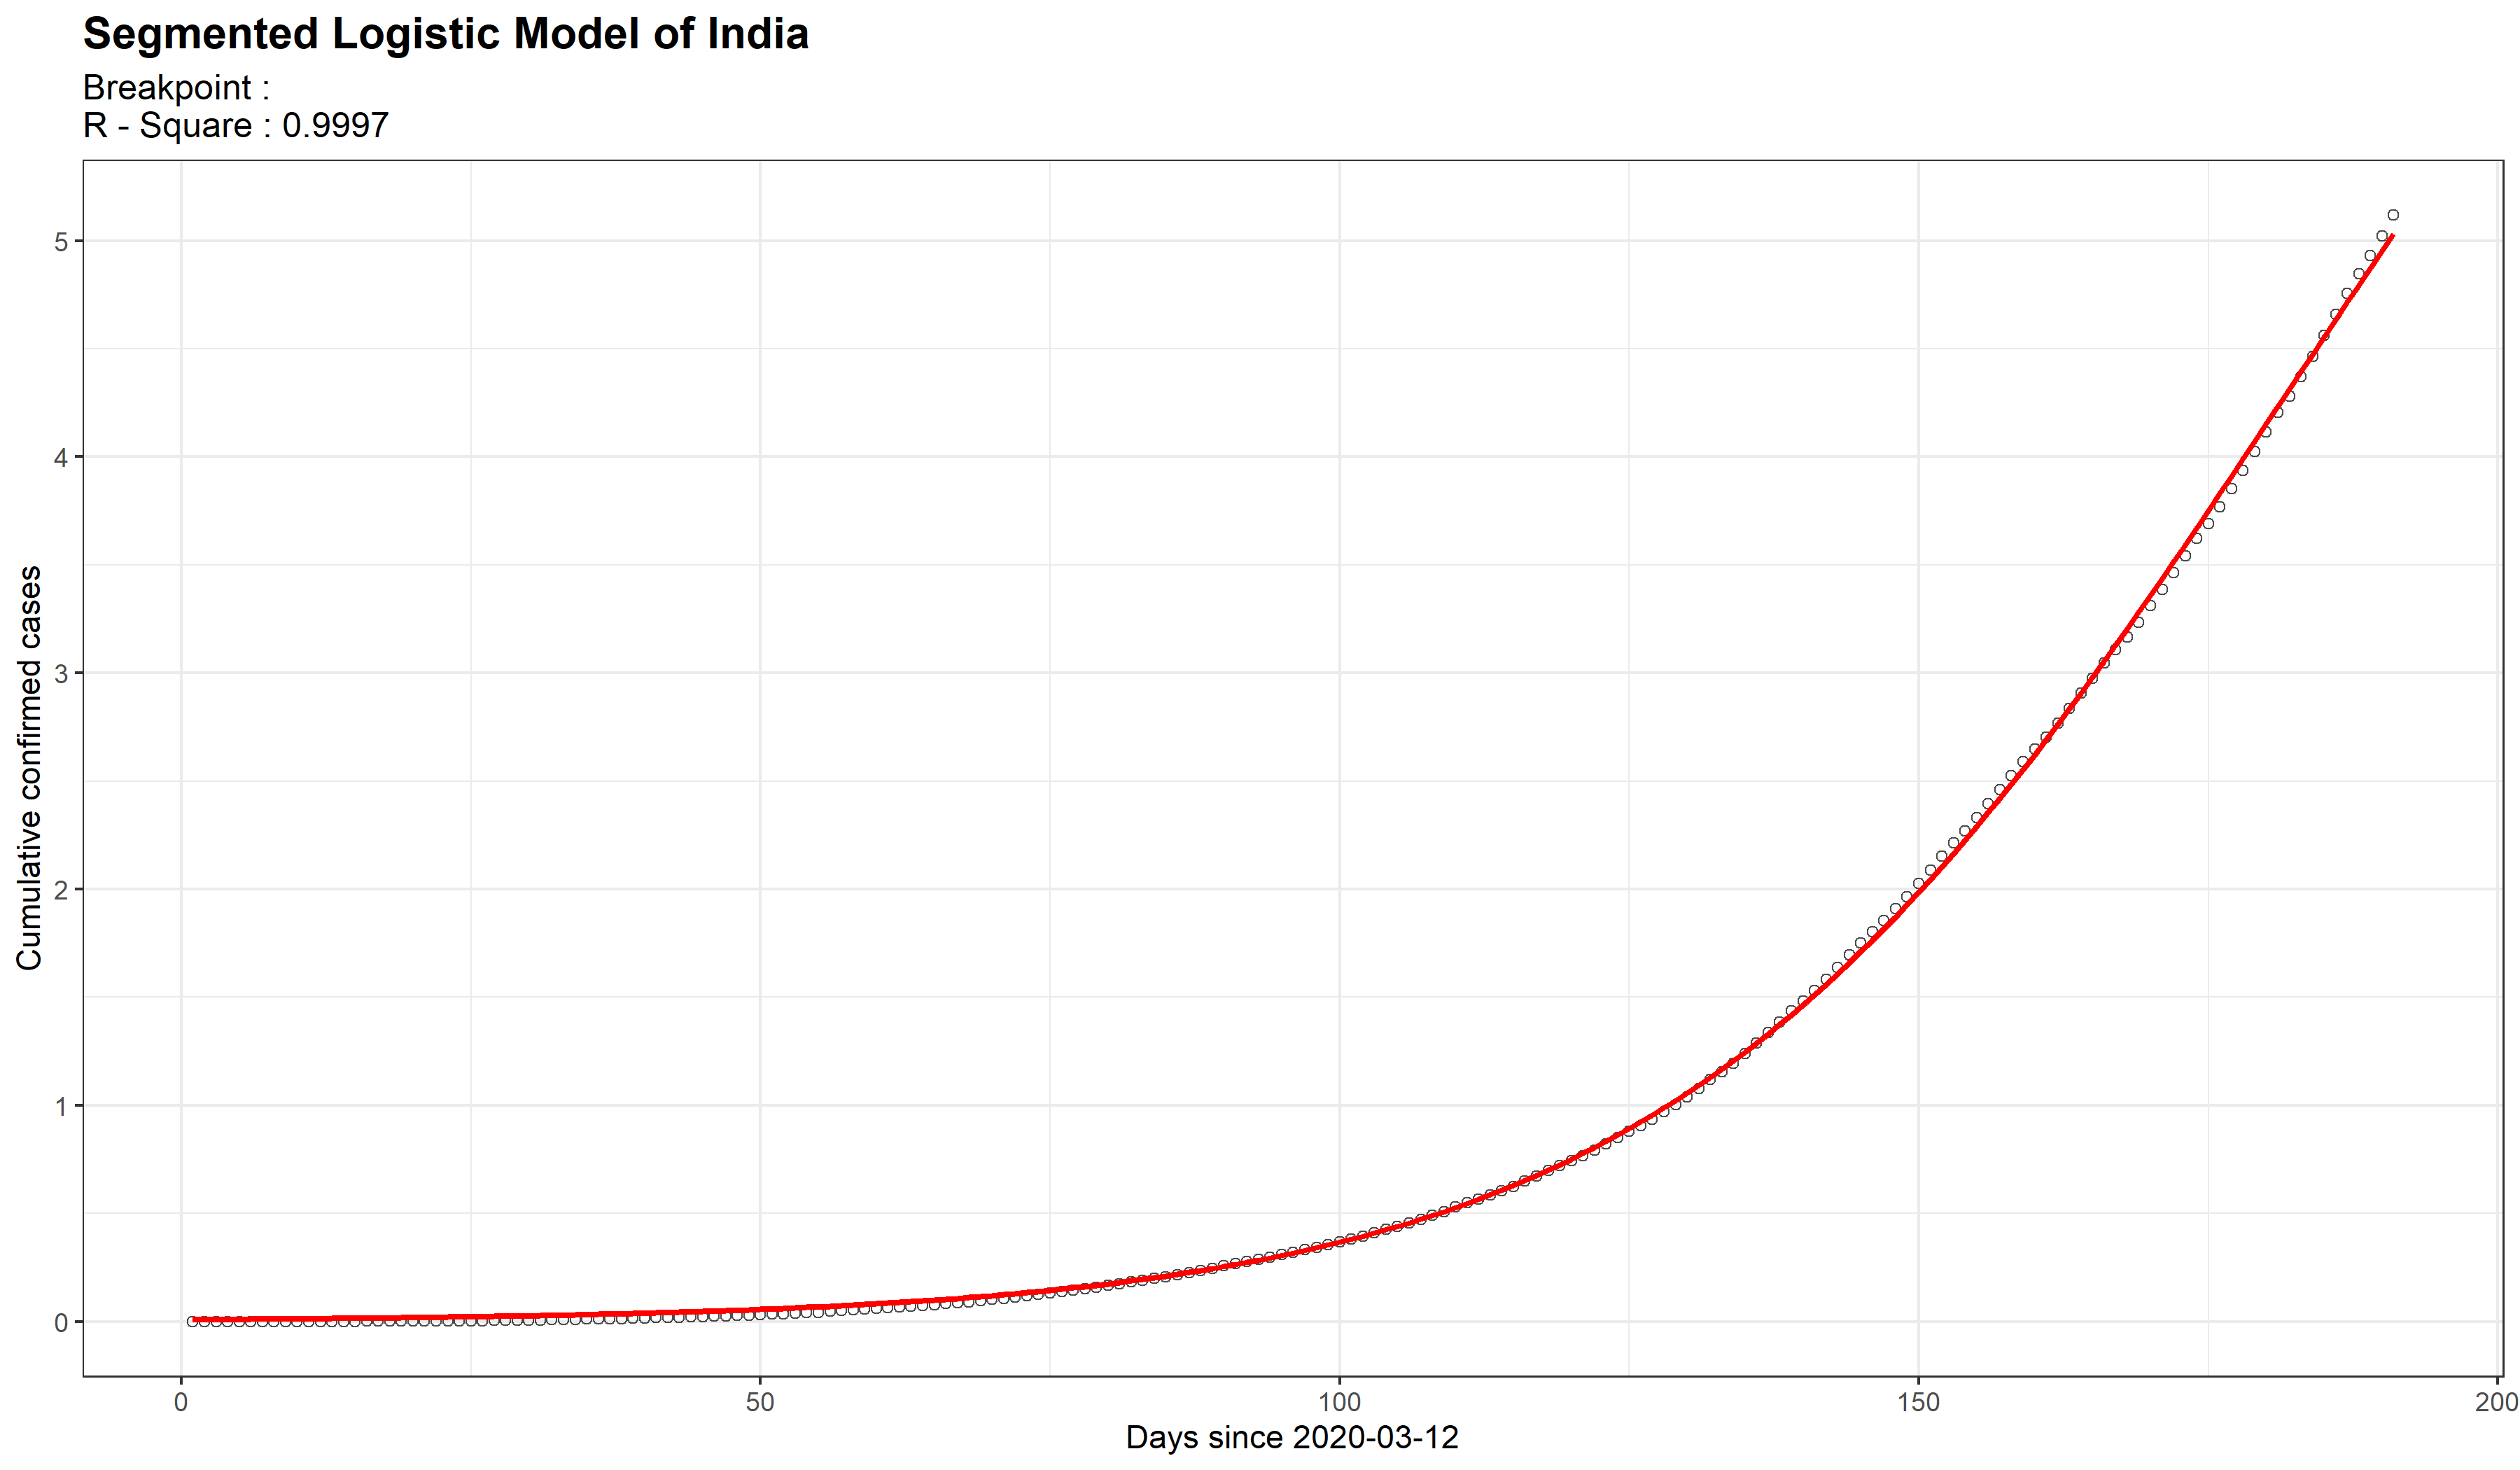 Segmented Logistic Model of India
Breakpoint :
R - Square : 0.9997
Cumulative confirmed cases
5
4
3
2
1
0
0 50 100 150 200
Days since 2020-03-12